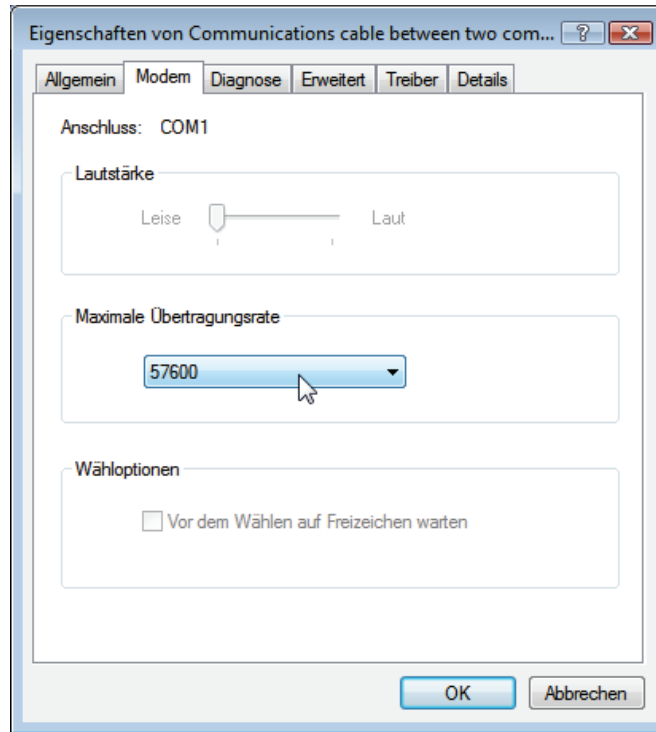 Eigenschaften von Communications cable between two com...
Allgemein Modem Diagnose Erweitert Treiber Details
Anschluss: COM1
Lautstärke
Leise Laut
Maximale Übertragungsrate
57600
Wähloptionen
Vor dem Wählen auf Freizeichen warten
OK Abbrechen